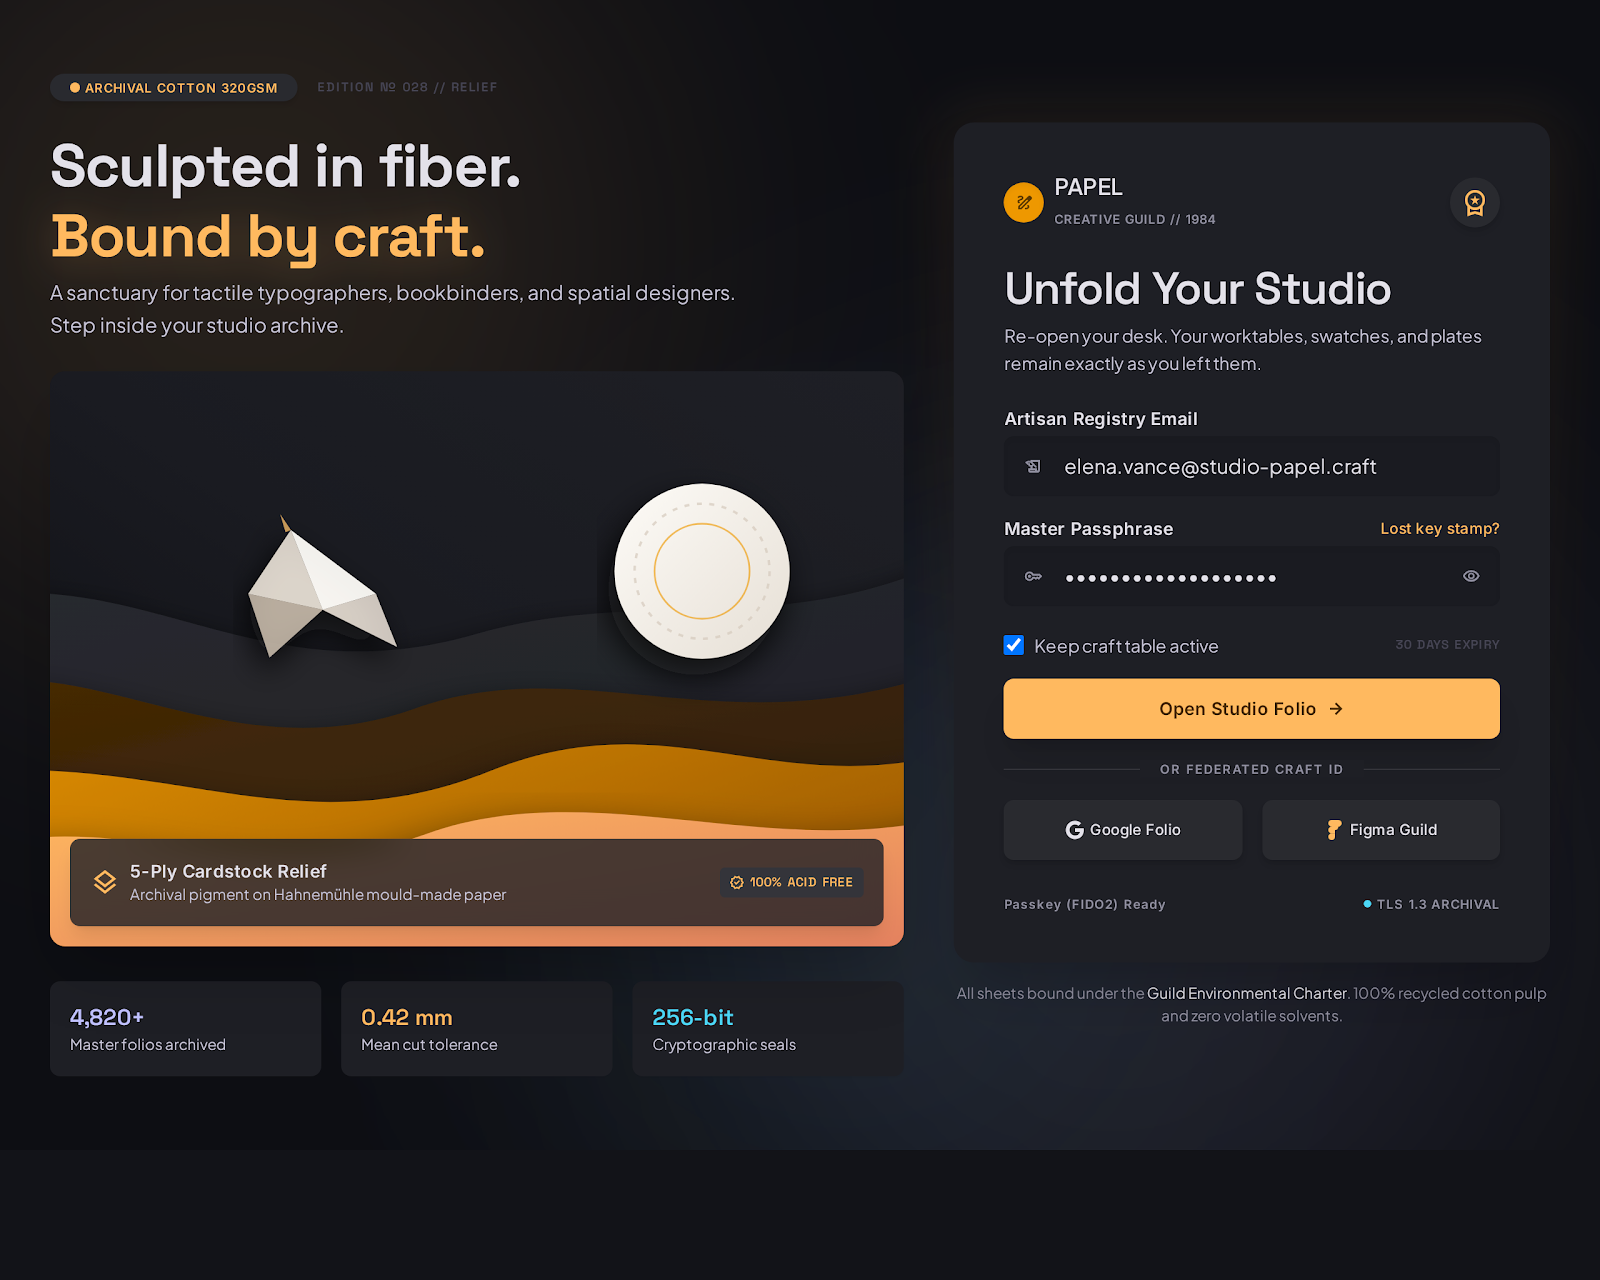 ARCHIVAL COTTON 320GSM
EDITION № 028 // RELIEF
Sculpted in fiber.
Bound by craft.
A sanctuary for tactile typographers, bookbinders, and spatial designers.
Step inside your studio archive.
5-Ply Cardstock Relief
Archival pigment on Hahnemühle mould-made paper
100% ACID FREE
4,820+
Master folios archived
0.42 mm
Mean cut tolerance
256-bit
Cryptographic seals
PAPEL
CREATIVE GUILD // 1984
Unfold Your Studio
Re-open your desk. Your worktables, swatches, and plates
remain exactly as you left them.
Artisan Registry Email
elena.vance@studio-papel.craft
Master Passphrase
Lost key stamp?
•••••••••••••••••••
Keep craft table active
30 DAYS EXPIRY
Open Studio Folio →
OR FEDERATED CRAFT ID
Google Folio
Figma Guild
Passkey (FIDO2) Ready
TLS 1.3 ARCHIVAL
All sheets bound under the Guild Environmental Charter. 100% recycled cotton pulp
and zero volatile solvents.